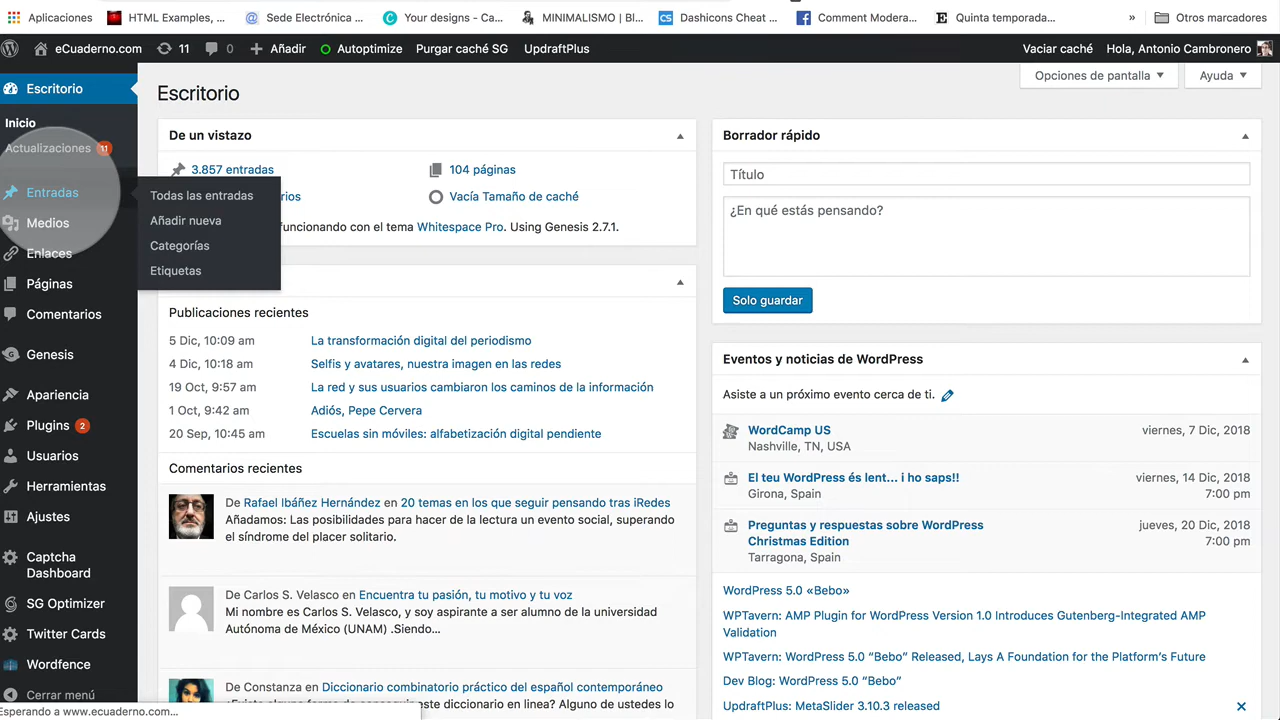 Aplicaciones
HTML Examples, ...
Sede Electrónica ...
Your designs - Ca...
MINIMALISMO | Bl...
Dashicons Cheat ...
Comment Modera...
Quinta temporada...
»
Otros marcadores
eCuaderno.com
11
0
Añadir
Autoptimize
Purgar caché SG
UpdraftPlus
Vaciar caché
Hola, Antonio Cambronero
Escritorio
Inicio
Actualizaciones 11
Entradas
Medios
Enlaces
Páginas
Comentarios
Genesis
Apariencia
Plugins 2
Usuarios
Herramientas
Ajustes
Captcha
Dashboard
SG Optimizer
Twitter Cards
Wordfence
Cerrar menú
Esperando a www.ecuaderno.com...
Todas las entradas
Añadir nueva
Categorías
Etiquetas
Opciones de pantalla
Ayuda
Escritorio
De un vistazo
3.857 entradas
104 páginas
rios
Vacía Tamaño de caché
funcionando con el tema Whitespace Pro. Using Genesis 2.7.1.
Publicaciones recientes
5 Dic, 10:09 am La transformación digital del periodismo
4 Dic, 10:18 am Selfis y avatares, nuestra imagen en las redes
19 Oct, 9:57 am La red y sus usuarios cambiaron los caminos de la información
1 Oct, 9:42 am Adiós, Pepe Cervera
20 Sep, 10:45 am Escuelas sin móviles: alfabetización digital pendiente
Comentarios recientes
De Rafael Ibáñez Hernández en 20 temas en los que seguir pensando tras iRedes
Añadamos: Las posibilidades para hacer de la lectura un evento social, superando
el síndrome del placer solitario.
De Carlos S. Velasco en Encuentra tu pasión, tu motivo y tu voz
Mi nombre es Carlos S. Velasco, y soy aspirante a ser alumno de la universidad
Autónoma de México (UNAM) .Siendo...
De Constanza en Diccionario combinatorio práctico del español contemporáneo
este diccionario en linea? Alguno de ustedes lo
Borrador rápido
Título
¿En qué estás pensando?
Solo guardar
Eventos y noticias de WordPress
Asiste a un próximo evento cerca de ti.
WordCamp US viernes, 7 Dic, 2018
Nashville, TN, USA
El teu WordPress és lent... i ho saps!! viernes, 14 Dic, 2018
Girona, Spain 7:00 pm
Preguntas y respuestas sobre WordPress jueves, 20 Dic, 2018
Christmas Edition 7:00 pm
Tarragona, Spain
WordPress 5.0 «Bebo»
WPTavern: AMP Plugin for WordPress Version 1.0 Introduces Gutenberg-Integrated AMP
Validation
WPTavern: WordPress 5.0 “Bebo” Released, Lays A Foundation for the Platform’s Future
Dev Blog: WordPress 5.0 “Bebo”
UpdraftPlus: MetaSlider 3.10.3 released